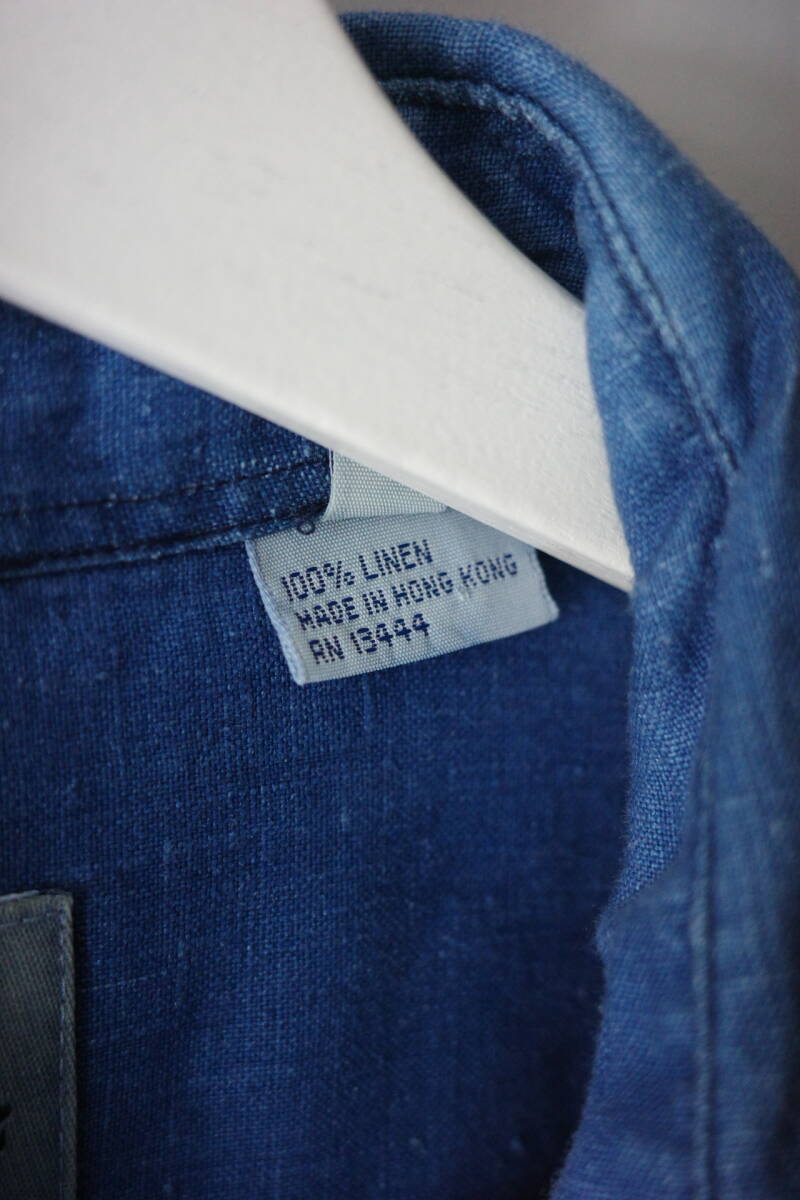 100% LINEN
MADE IN HONG KONG
RN 13444